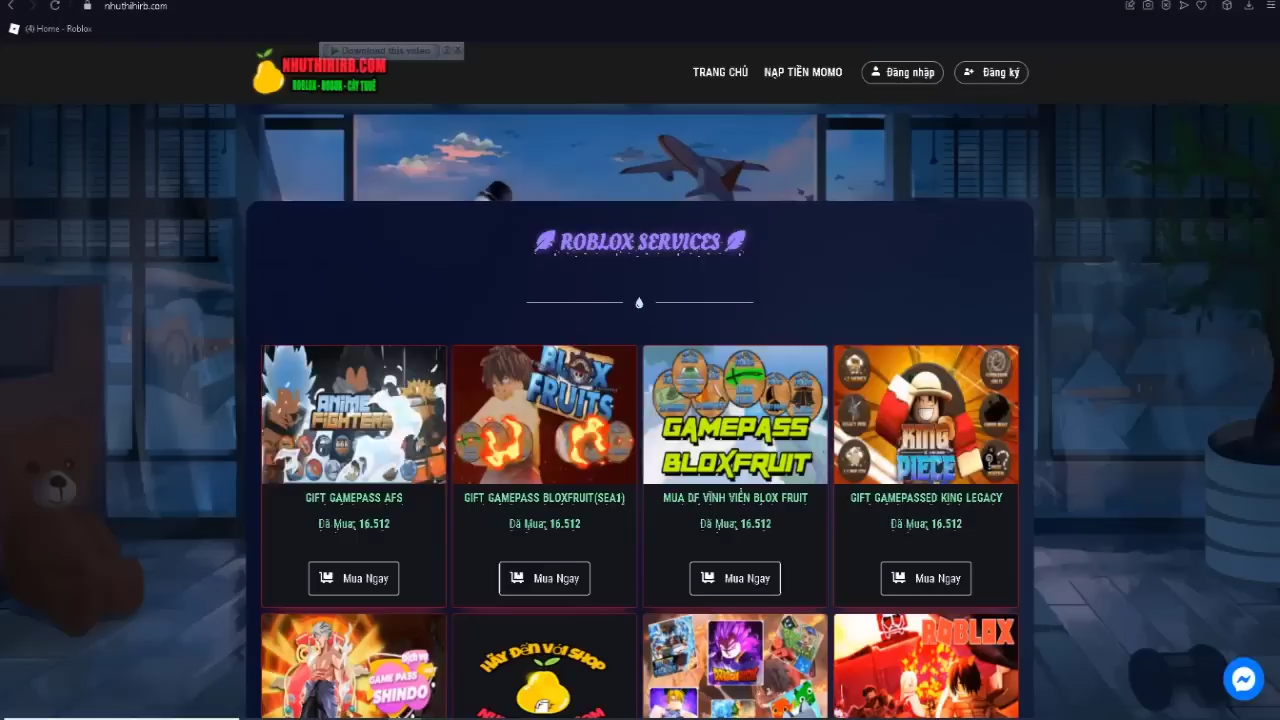 nhuthihirb.com
(4) Home - Roblox
Download this video
NHUTHIHIRB.COM
ROBLOX - ROBUX - CÀY THUÊ
TRANG CHỦ
NẠP TIỀN MOMO
Đăng nhập
Đăng ký
ROBLOX SERVICES
ANIME
FIGHTERS
BLOX
FRUITS
GAMEPASS
BLOXFRUIT
KING
PIECE
GIFT GAMEPASS AFS
GIFT GAMEPASS BLOXFRUIT(SEA1)
MUA DF VĨNH VIỄN BLOX FRUIT
GIFT GAMEPASSED KING LEGACY
Đã Mua: 16.512
Đã Mua: 16.512
Đã Mua: 16.512
Đã Mua: 16.512
Mua Ngay
Mua Ngay
Mua Ngay
Mua Ngay
Dịch vụ
GAME PASS
SHINDO
HÃY ĐẾN VỚI SHOP
ROBLOX